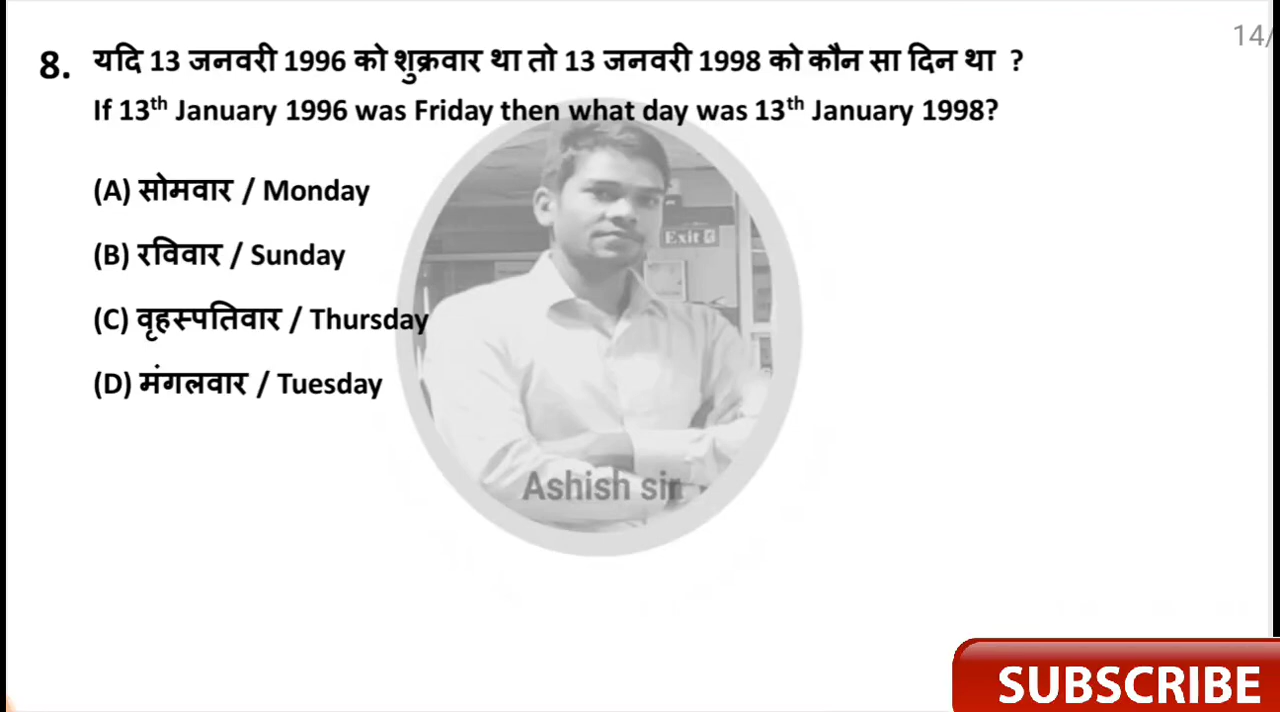 14/
8. यदि 13 जनवरी 1996 को शुक्रवार था तो 13 जनवरी 1998 को कौन सा दिन था ?
If 13th January 1996 was Friday then what day was 13th January 1998?
(A) सोमवार / Monday
(B) रविवार / Sunday
Exit
(C) वृहस्पतिवार / Thursday
(D) मंगलवार / Tuesday
Ashish sir
SUBSCRIBE